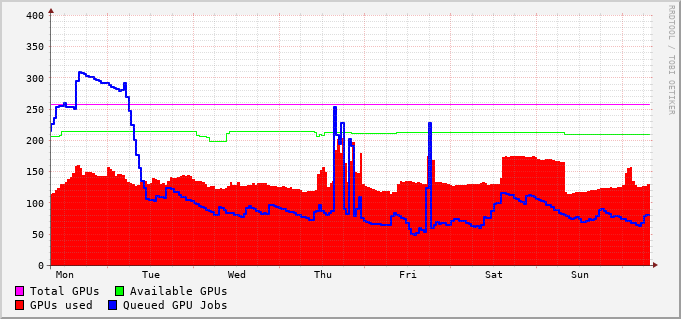 400
350
300
250
200
150
100
50
0
Mon Tue Wed Thu Fri Sat Sun
RRDTOOL / TOBI OETIKER
Total GPUs Available GPUs
GPUs used Queued GPU Jobs